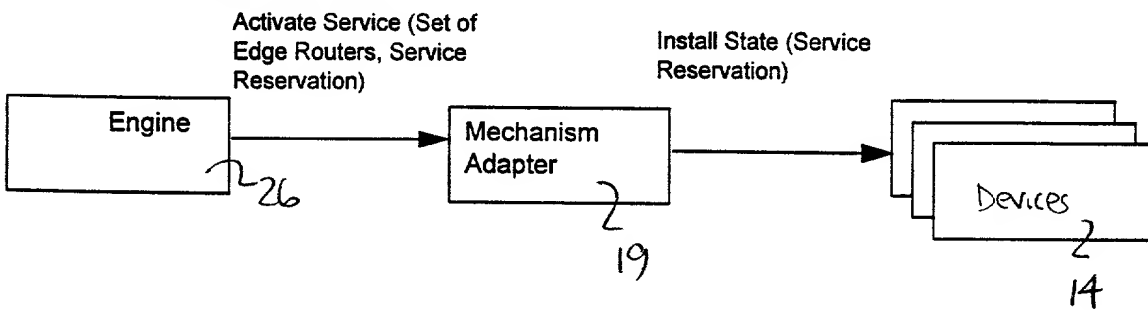 Activate Service (Set of
Edge Routers, Service
Reservation)
Install State (Service
Reservation)
Engine
26
Mechanism
Adapter
19
Devices
14